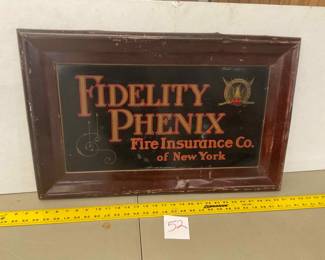 FIDELITY
PHENIX
Fire Insurance Co.
of New York
52